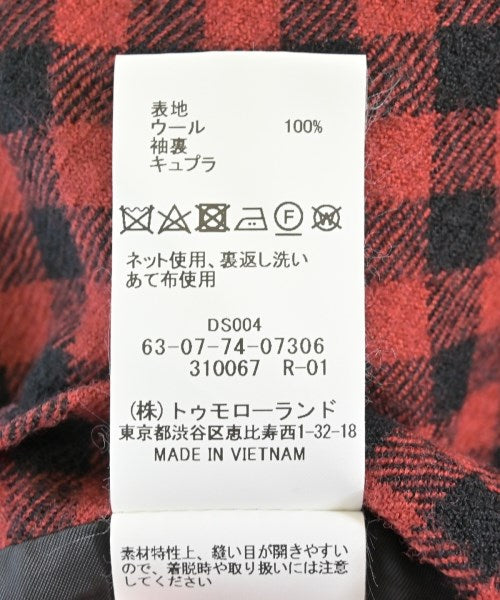 表地
ウール 100%
袖裏
キュプラ
F W
ネット使用、裏返し洗い
あて布使用
DS004
63-07-74-07306
310067 R-01
(株)トゥモローランド
東京都渋谷区恵比寿西1-32-18
MADE IN VIETNAM
素材特性上、縫い目が開きやすい
ので、着脱時や取り扱いには注意
してください